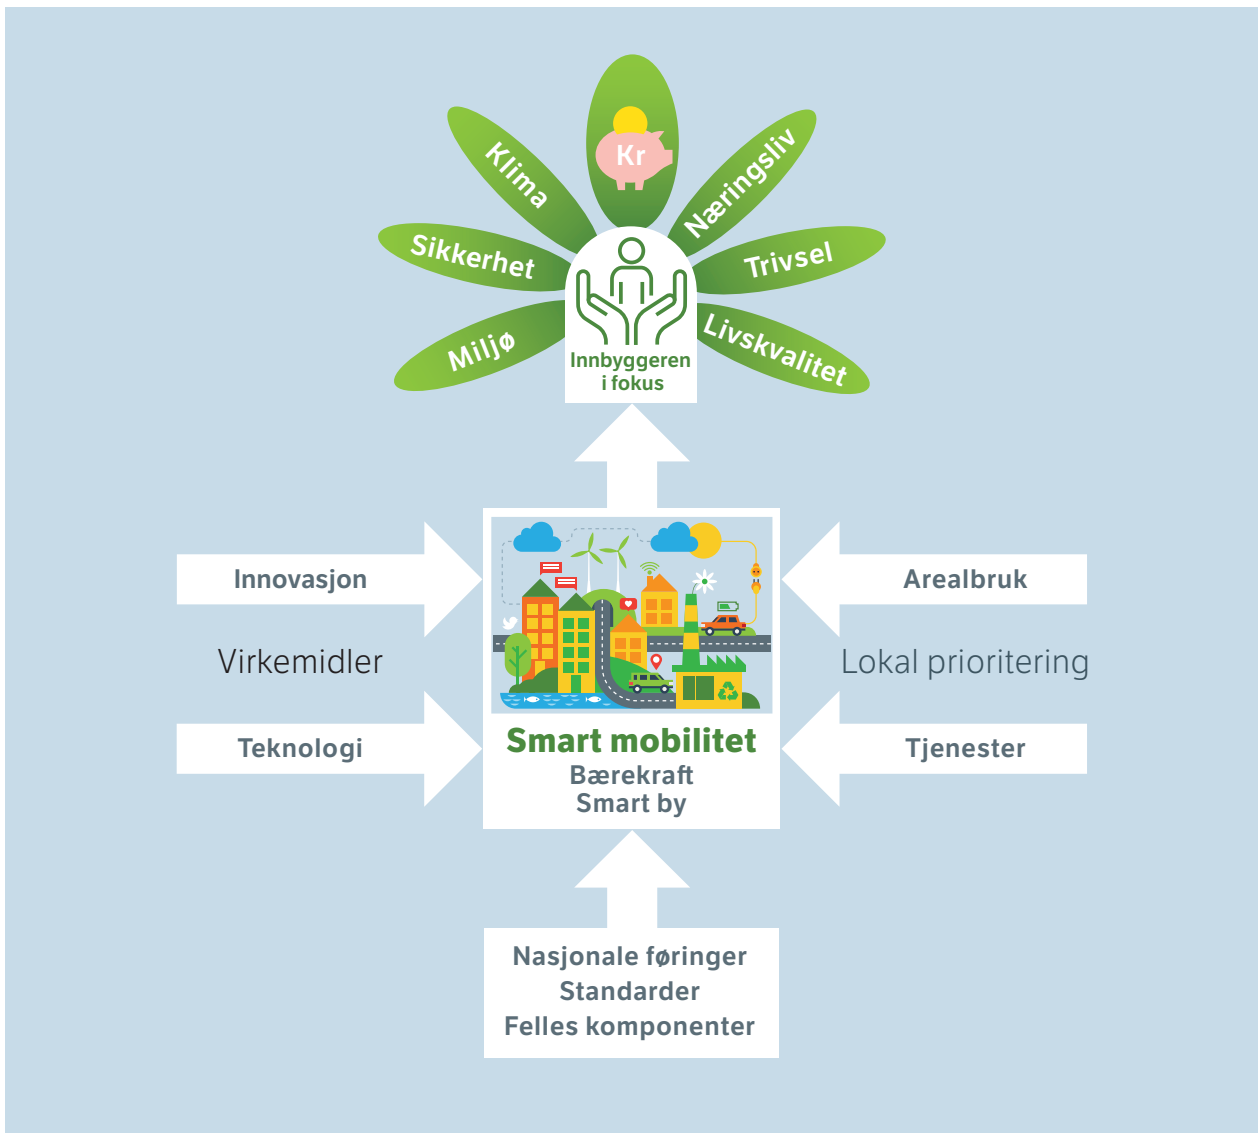 Kr
Klima
Næringsliv
Sikkerhet
Trivsel
Miljø
Livskvalitet
Innbyggeren
i fokus
Innovasjon
Arealbruk
Virkemidler
Lokal prioritering
Teknologi
Tjenester
Smart mobilitet
Bærekraft
Smart by
Nasjonale føringer
Standarder
Felles komponenter